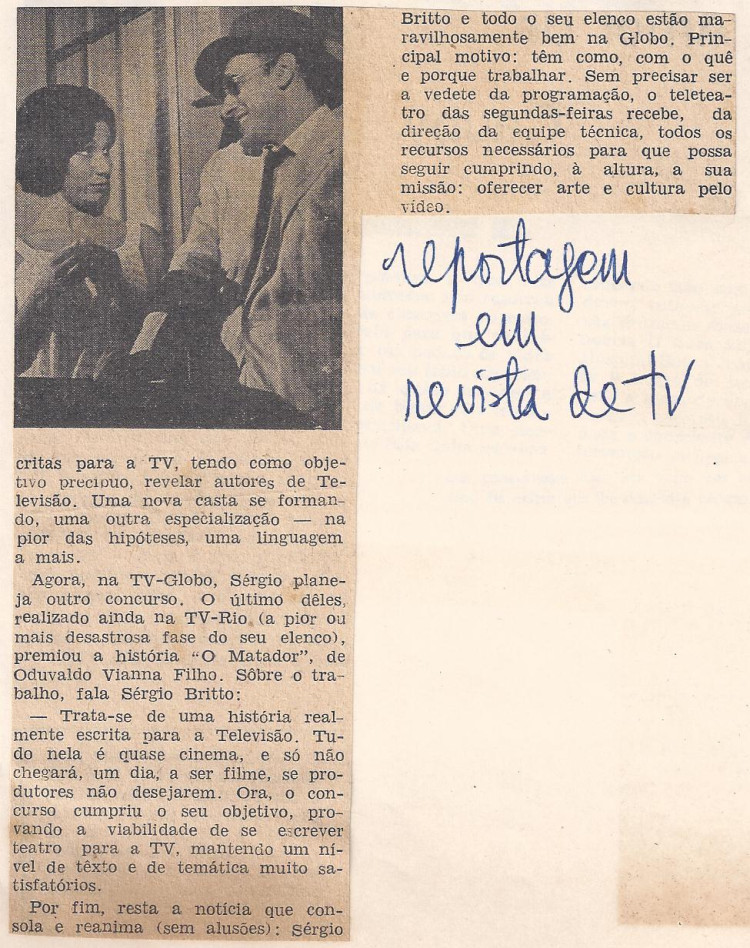 critas para a TV, tendo como obje-
tivo precípuo, revelar autores de Te-
levisão. Uma nova casta se forman-
do, uma outra especialização — na
pior das hipóteses, uma linguagem
a mais.
Agora, na TV-Globo, Sérgio plane-
ja outro concurso. O último dêles,
realizado ainda na TV-Rio (a pior ou
mais desastrosa fase do seu elenco),
premiou a história “O Matador”, de
Oduvaldo Vianna Filho. Sôbre o tra-
balho, fala Sérgio Britto:
— Trata-se de uma história real-
mente escrita para a Televisão. Tu-
do nela é quase cinema, e só não
chegará, um dia, a ser filme, se pro-
dutores não desejarem. Ora, o con-
curso cumpriu o seu objetivo, pro-
vando a viabilidade de se escrever
teatro para a TV, mantendo um ní-
vel de têxto e de temática muito sa-
tisfatórios.
Por fim, resta a notícia que con-
sola e reanima (sem alusões): Sérgio
Britto e todo o seu elenco estão ma-
ravilhosamente bem na Globo. Prin-
cipal motivo: têm como, com o quê
e porque trabalhar. Sem precisar ser
a vedete da programação, o teletea-
tro das segundas-feiras recebe, da
direção da equipe técnica, todos os
recursos necessários para que possa
seguir cumprindo, à altura, a sua
missão: oferecer arte e cultura pelo
vídeo.
reportagem
em
revista de TV